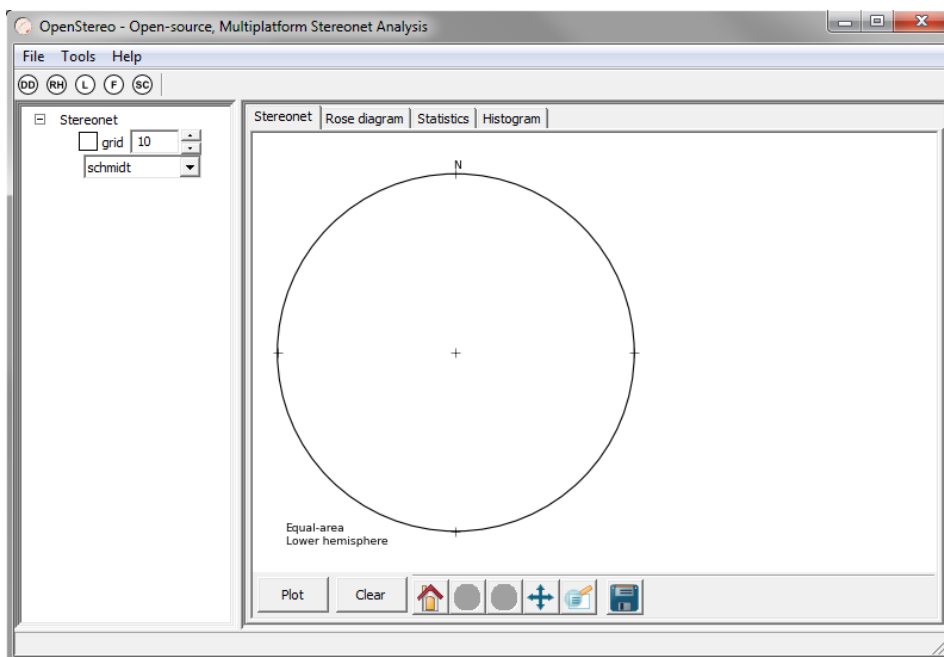 OpenStereo - Open-source, Multiplatform Stereonet Analysis
File Tools Help
DD RH L F SC
Stereonet
grid 10
schmidt
Stereonet Rose diagram Statistics Histogram
N
Equal-area
Lower hemisphere
Plot Clear